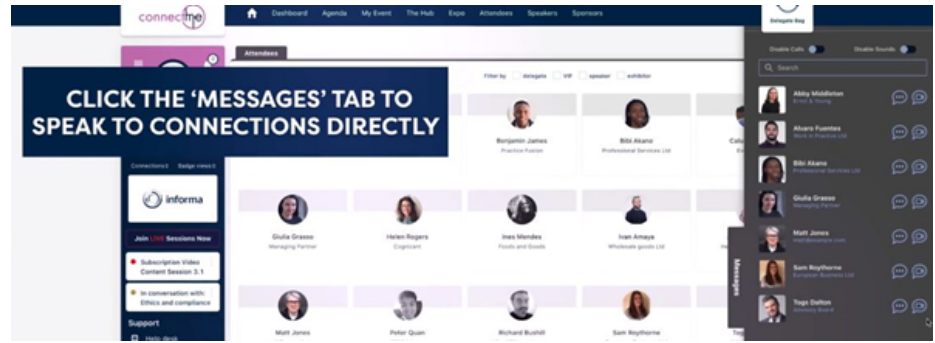 connectme
Dashboard Agenda My Event The Hub Expo Attendees Speakers Sponsors
Delegate Bag
Attendees
Disable Calls Disable Sounds
Filter by delegate VIP speaker exhibitor
Search
CLICK THE ‘MESSAGES’ TAB TO
SPEAK TO CONNECTIONS DIRECTLY
Benjamin James
Practice Fusion
Bibi Akano
Professional Services Ltd
Connections: Badge views:
informa
Join LIVE Sessions Now
Subscription Video
Content Session 3.1
In conversation with:
Ethics and compliance
Support
Help desk
Giulia Grasso
Managing Partner
Helen Rogers
Cognizant
Ines Mendes
Foods and Goods
Ivan Amaya
Wholesale goods Ltd
Matt Jones
Peter Quan
Richard Bushill
Sam Roythorne
Messages
Abby Middleton
Ernst & Young
Alvaro Fuentes
Bibi Akano
Professional Services Ltd
Giulia Grasso
Managing Partner
Matt Jones
Sam Roythorne
European Business Ltd
Togs Dalton
Advisory Board